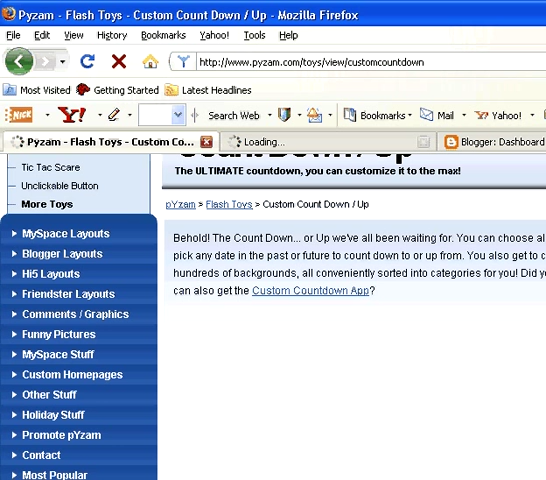 Pyzam - Flash Toys - Custom Count Down / Up - Mozilla Firefox
File Edit View History Bookmarks Yahoo! Tools Help
http://www.pyzam.com/toys/view/customcountdown
Most Visited Getting Started Latest Headlines
NICK Y! Search Web Bookmarks Mail Yahoo!
Pyzam - Flash Toys - Custom Co... Loading... Blogger: Dashboard
Count Down / Up
Tic Tac Scare
The ULTIMATE countdown, you can customize it to the max!
Unclickable Button
More Toys
pYzam > Flash Toys > Custom Count Down / Up
MySpace Layouts
Blogger Layouts
Hi5 Layouts
Friendster Layouts
Comments / Graphics
Funny Pictures
MySpace Stuff
Custom Homepages
Other Stuff
Holiday Stuff
Promote pYzam
Contact
Most Popular
Behold! The Count Down... or Up we've all been waiting for. You can choose al
pick any date in the past or future to count down to or up from. You also get to c
hundreds of backgrounds, all conveniently sorted into categories for you! Did yo
can also get the Custom Countdown App?